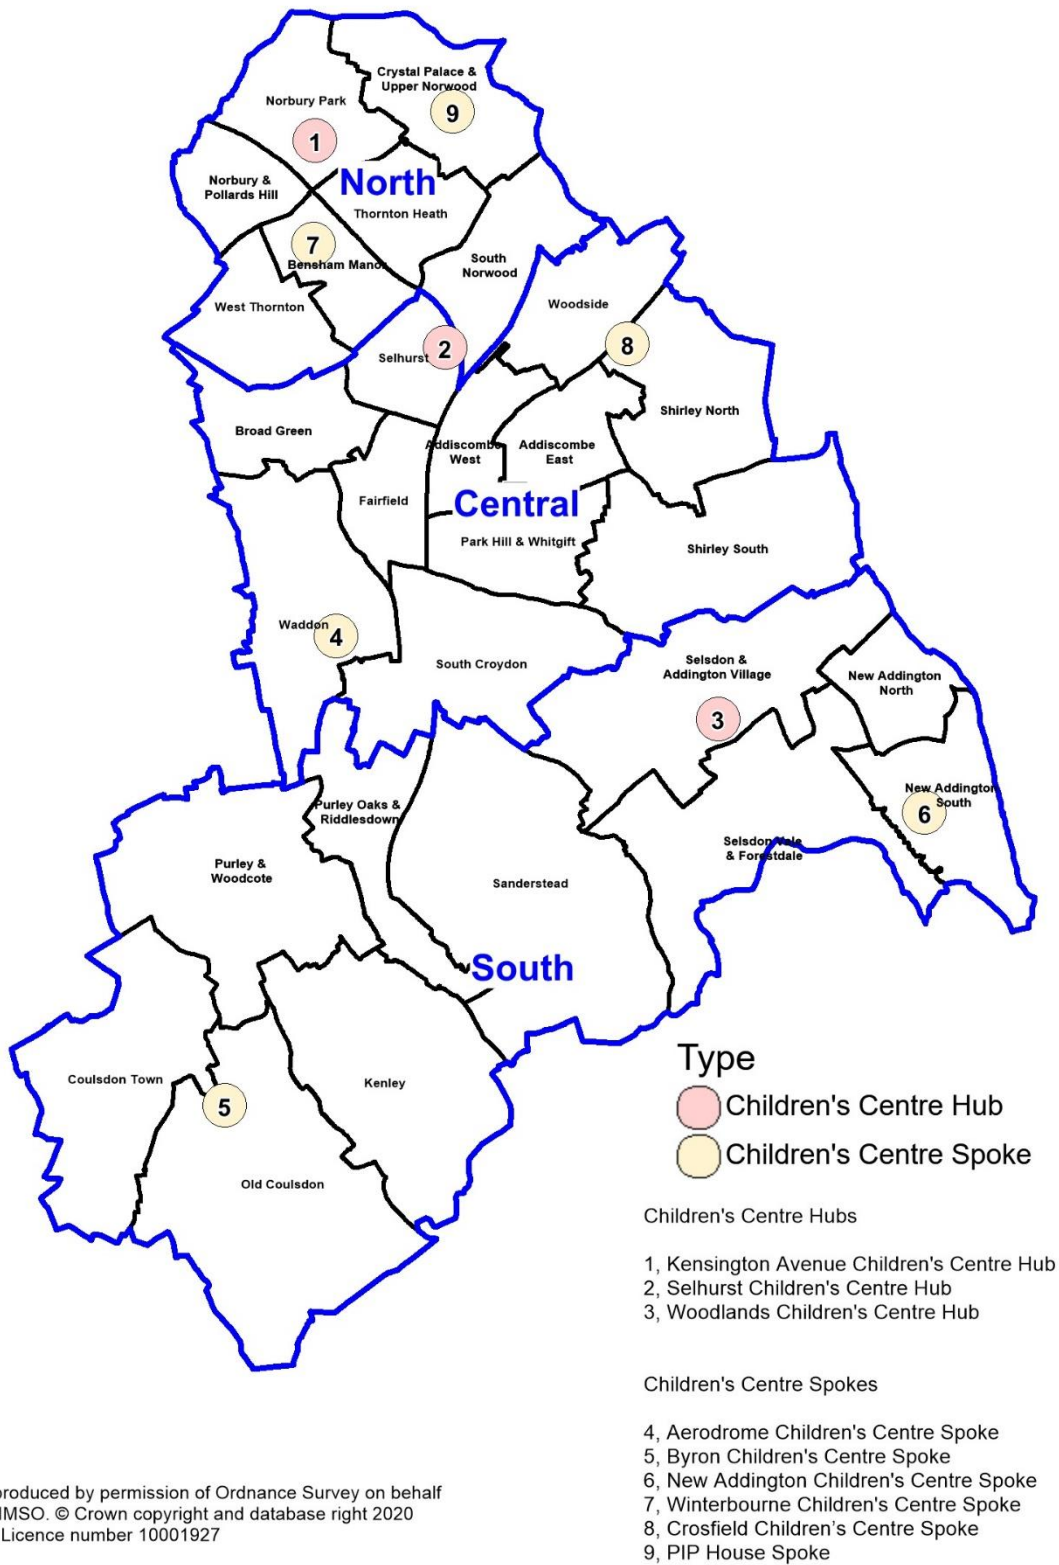 Crystal Palace &
Upper Norwood
9
Norbury Park
1
Norbury &
Pollards Hill
North
Thornton Heath
7
Bensham Manor
South
Norwood
West Thornton
Woodside
Selhurst
2
8
Shirley North
Broad Green
Addiscombe
West
Addiscombe
East
Fairfield
Central
Park Hill & Whitgift
Shirley South
Waddon
4
South Croydon
Selsdon &
Addington Village
New Addington
North
3
New Addington
South
6
Purley Oaks &
Riddlesdown
Selsdon Vale
& Forestdale
Purley &
Woodcote
Sanderstead
South
Coulsdon Town
Kenley
5
Old Coulsdon
Type
Children's Centre Hub
Children's Centre Spoke
Children's Centre Hubs
1, Kensington Avenue Children's Centre Hub
2, Selhurst Children's Centre Hub
3, Woodlands Children's Centre Hub
Children's Centre Spokes
4, Aerodrome Children's Centre Spoke
5, Byron Children's Centre Spoke
6, New Addington Children's Centre Spoke
7, Winterbourne Children's Centre Spoke
8, Crosfield Children’s Centre Spoke
9, PIP House Spoke
produced by permission of Ordnance Survey on behalf
HMSO. © Crown copyright and database right 2020
Licence number 10001927